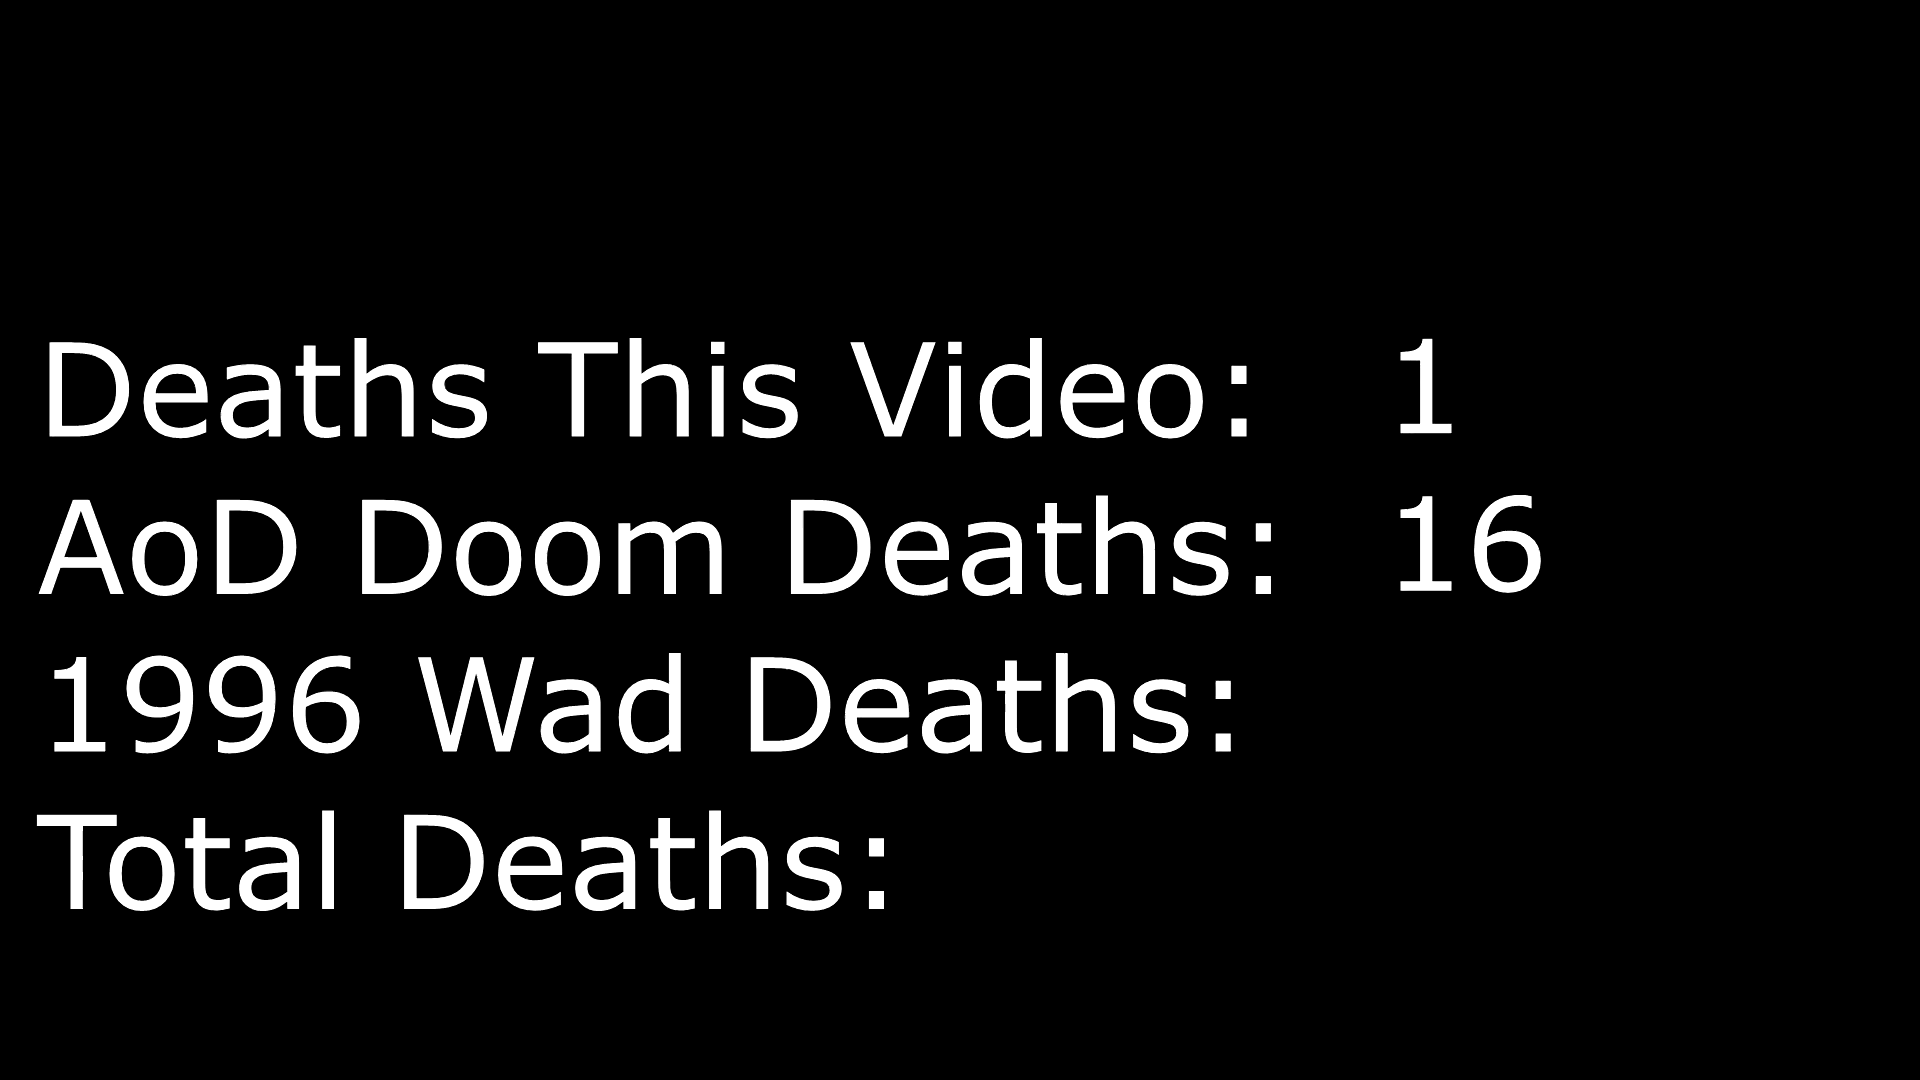 Deaths This Video: 1
AoD Doom Deaths: 16
1996 Wad Deaths:
Total Deaths: